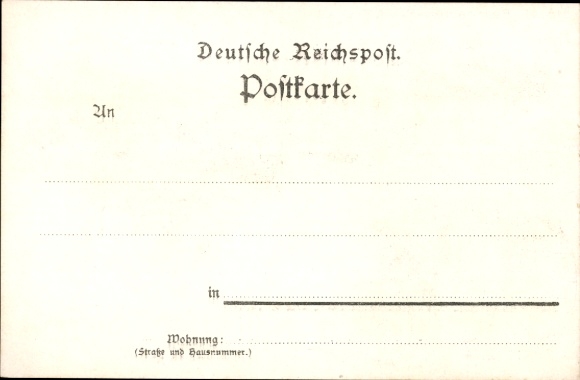 Deutſche Reichspoſt.
Poſtkarte.
An
in
Wohnung:
(Straße und Hausnummer.)